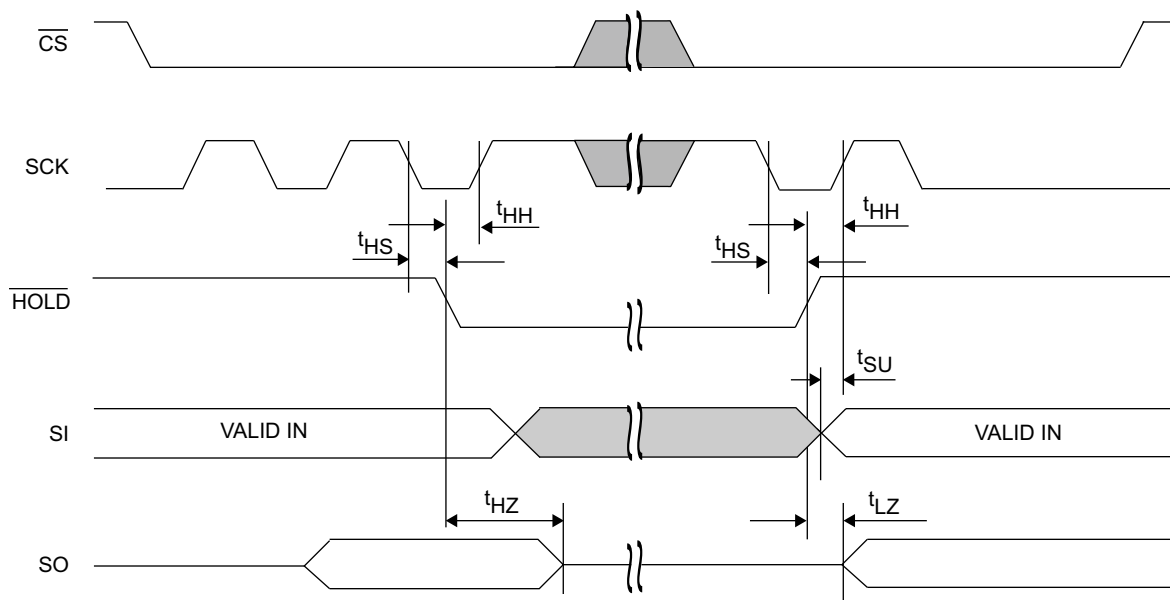 CS
SCK
tHH
tHH
tHS
tHS
HOLD
tSU
SI
VALID IN
VALID IN
tHZ
tLZ
SO